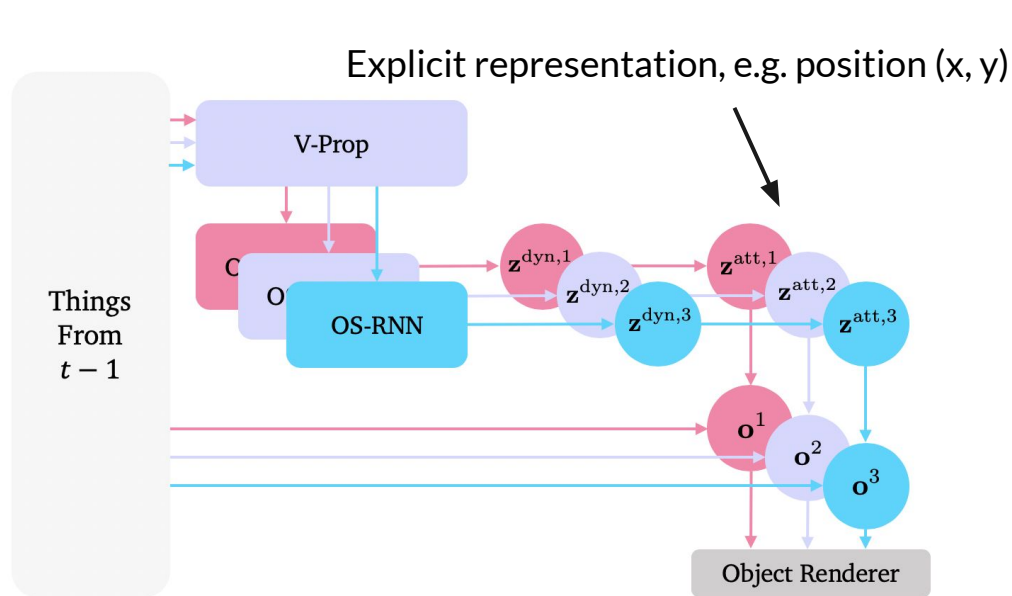 Explicit representation, e.g. position (x, y)
V-Prop
Things
From
t − 1
O
O
OS-RNN
z^dyn,1
z^dyn,2
z^dyn,3
z^att,1
z^att,2
z^att,3
o^1
o^2
o^3
Object Renderer